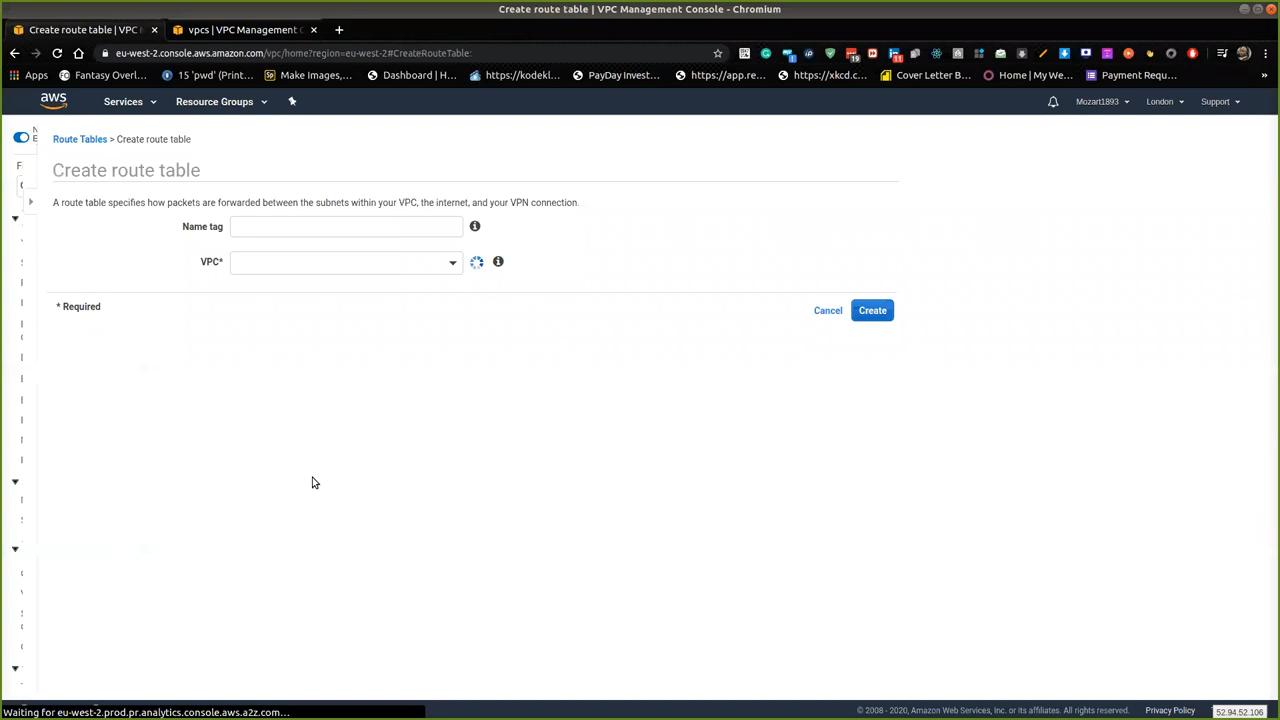 Create route table | VPC Management Console - Chromium
Create route table | VPC
vpcs | VPC Management C
eu-west-2.console.aws.amazon.com/vpc/home?region=eu-west-2#CreateRouteTable:
1
19
11
Apps
Fantasy Overl...
15 'pwd' (Print...
Make Images,...
Dashboard | H...
https://kodekl...
PayDay Invest...
https://app.re...
https://xkcd.c...
Cover Letter B...
Home | My We...
Payment Requ...
»
aws
Services
Resource Groups
Mozart1893
London
Support
N
E
Route Tables > Create route table
Create route table
A route table specifies how packets are forwarded between the subnets within your VPC, the internet, and your VPN connection.
Name tag
VPC*
* Required
Cancel
Create
Waiting for eu-west-2.prod.pr.analytics.console.aws.a2z.com...
© 2008 - 2020, Amazon Web Services, Inc. or its affiliates. All rights reserved.
Privacy Policy
52.94.52.106